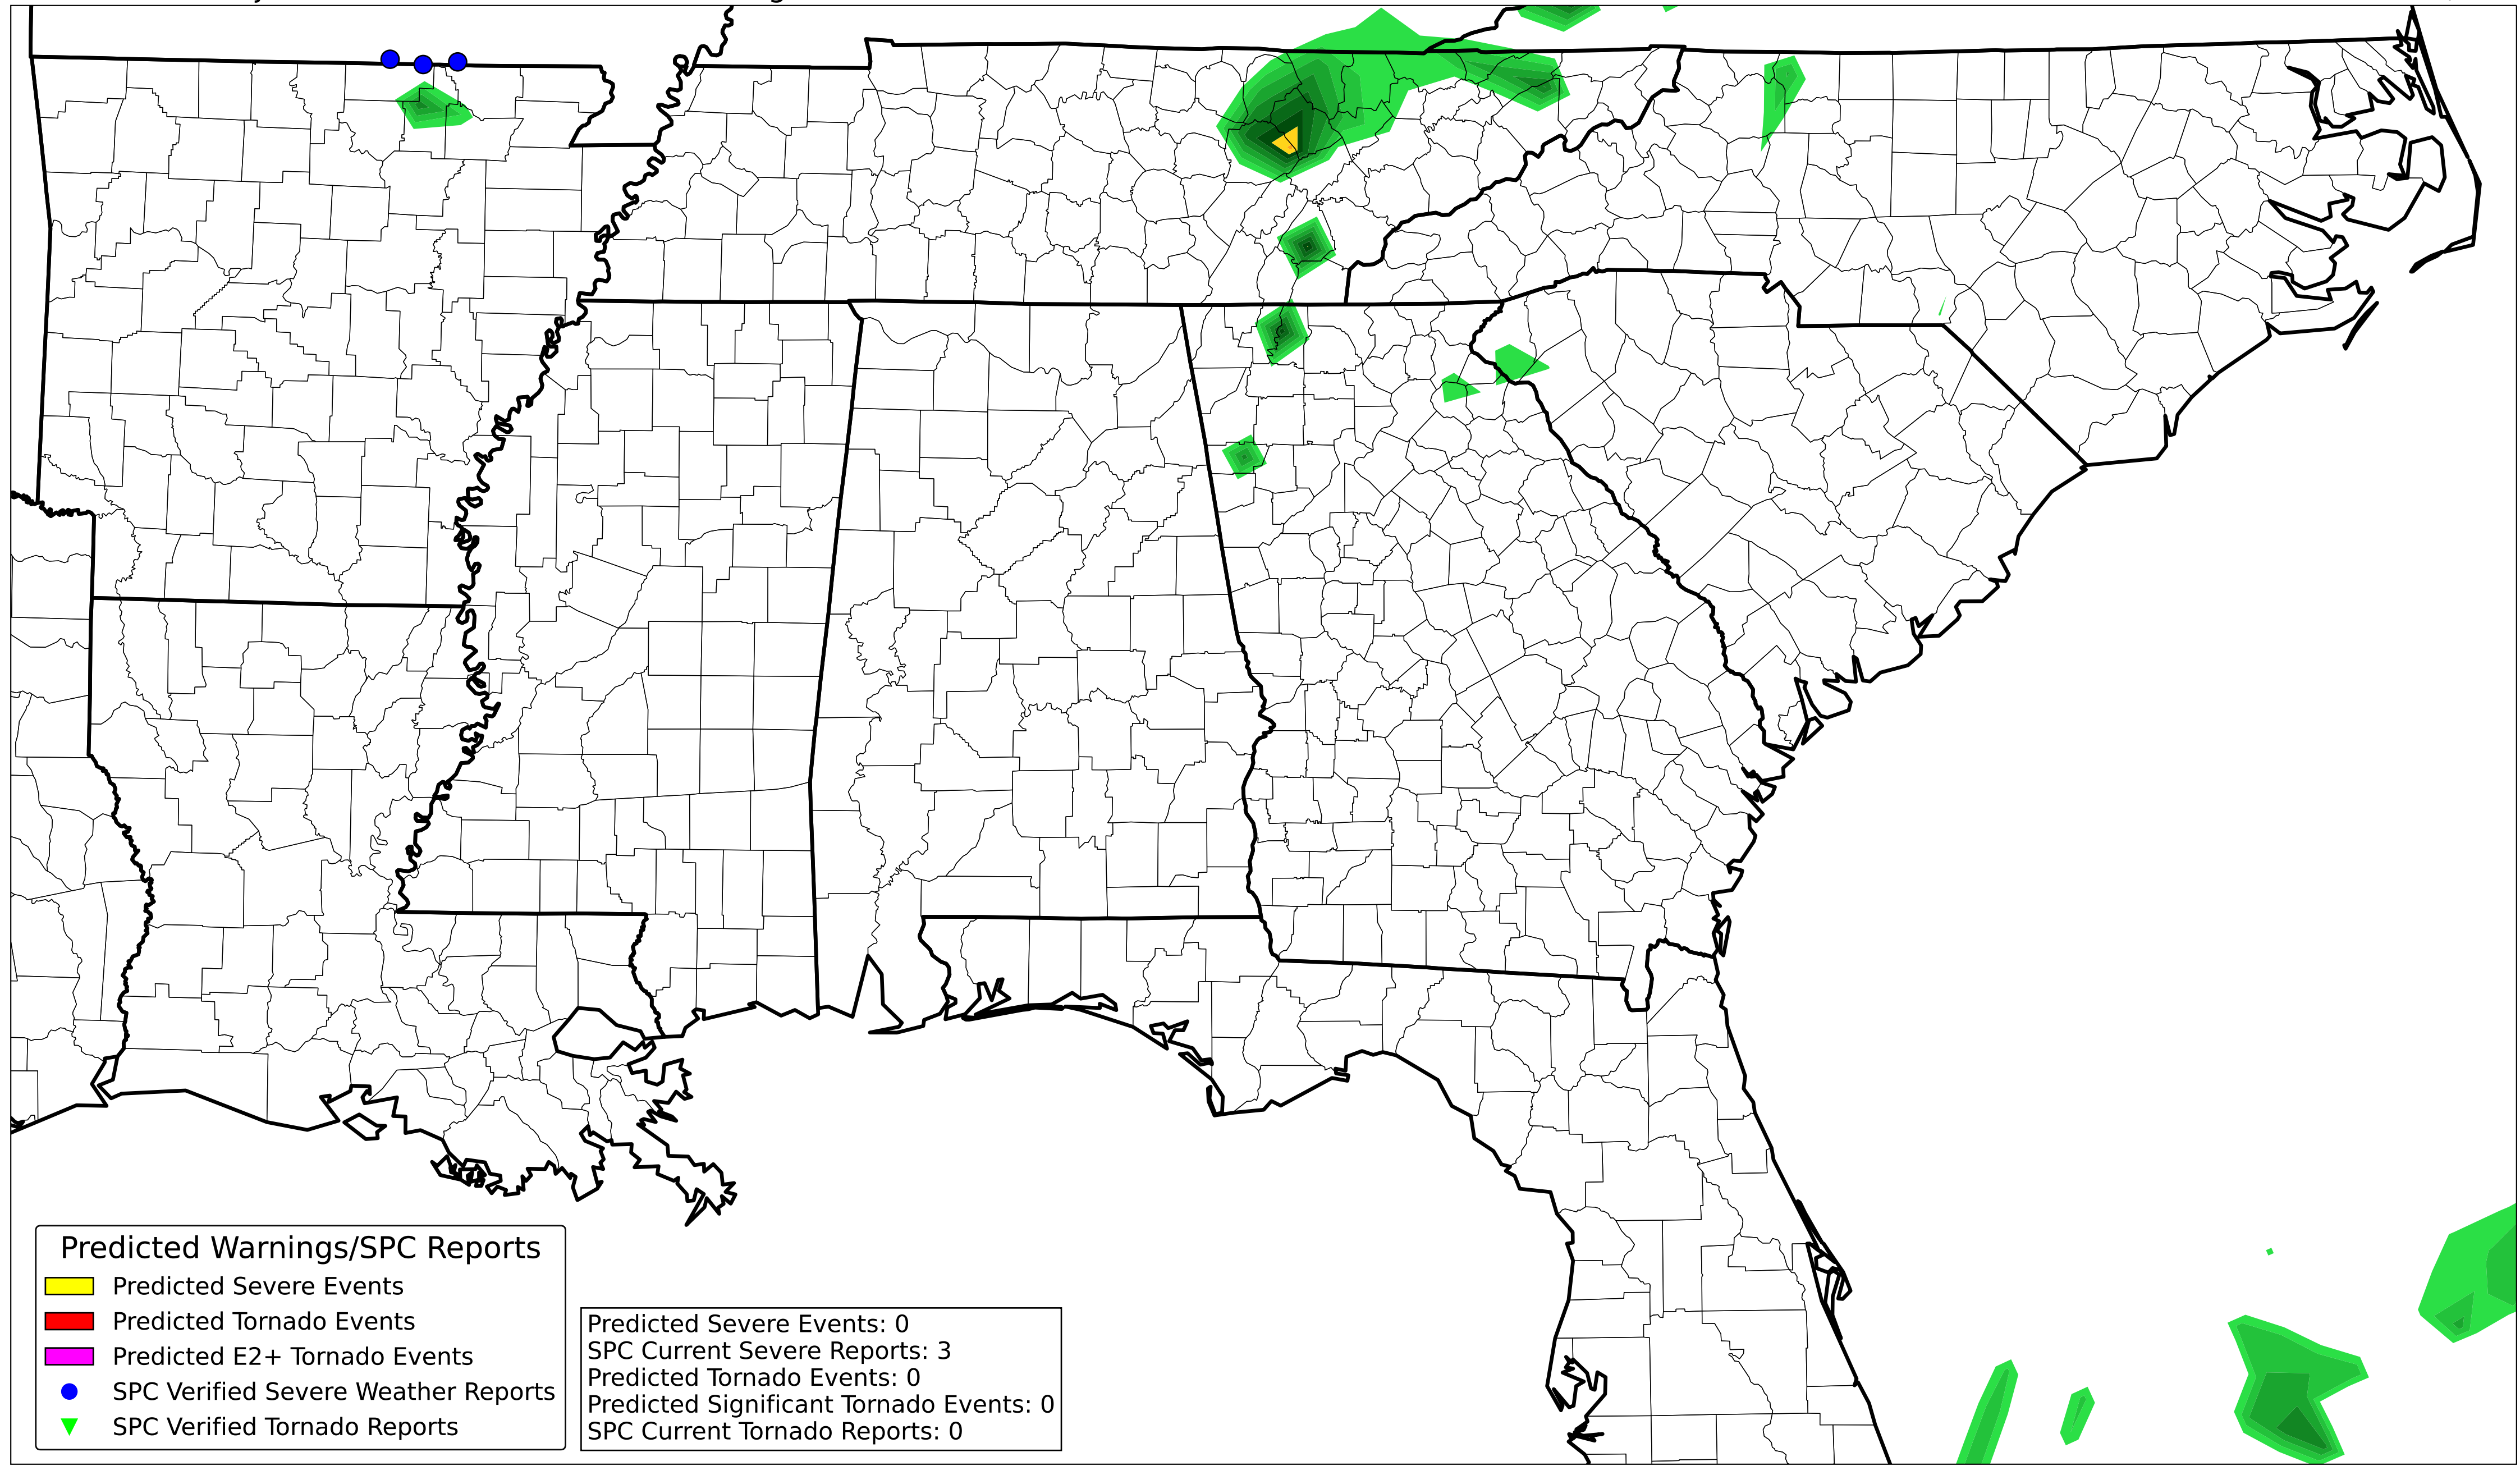 Predicted Warnings/SPC Reports
Predicted Severe Events
Predicted Tornado Events
Predicted E2+ Tornado Events
SPC Verified Severe Weather Reports
SPC Verified Tornado Reports
Predicted Severe Events: 0
SPC Current Severe Reports: 3
Predicted Tornado Events: 0
Predicted Significant Tornado Events: 0
SPC Current Tornado Reports: 0